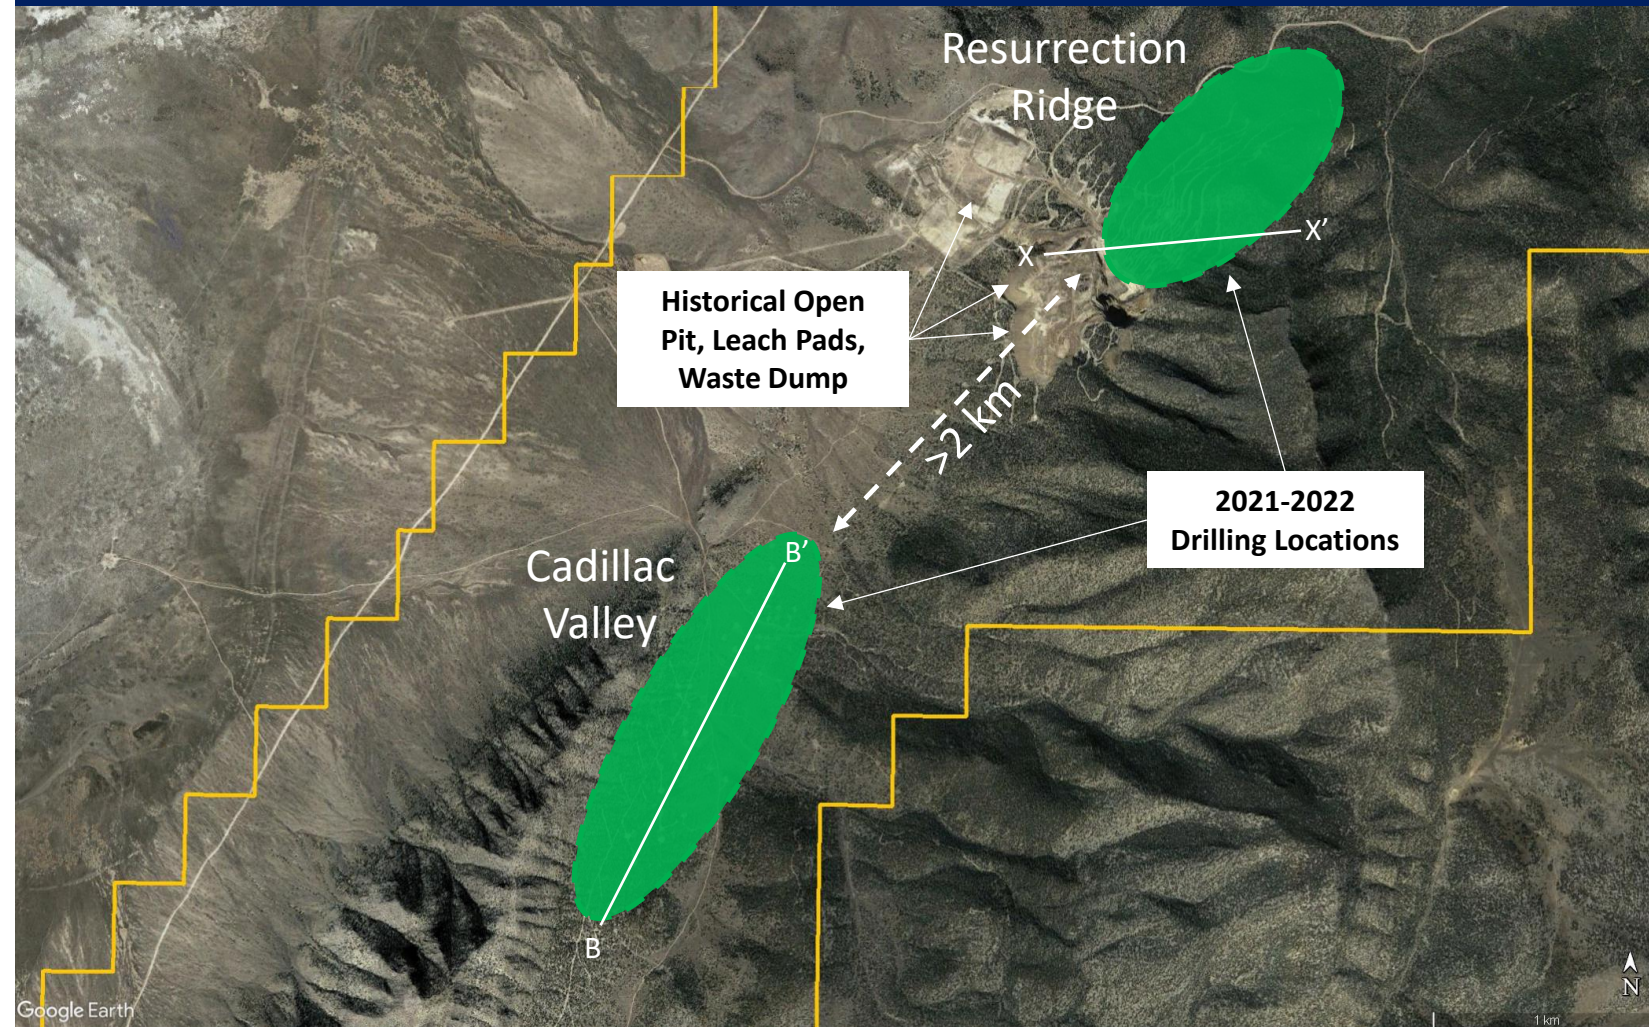 Resurrection
Ridge
X
X’
Historical Open
Pit, Leach Pads,
Waste Dump
>2 km
2021-2022
Drilling Locations
Cadillac
Valley
B’
B
N
Google Earth
1 km